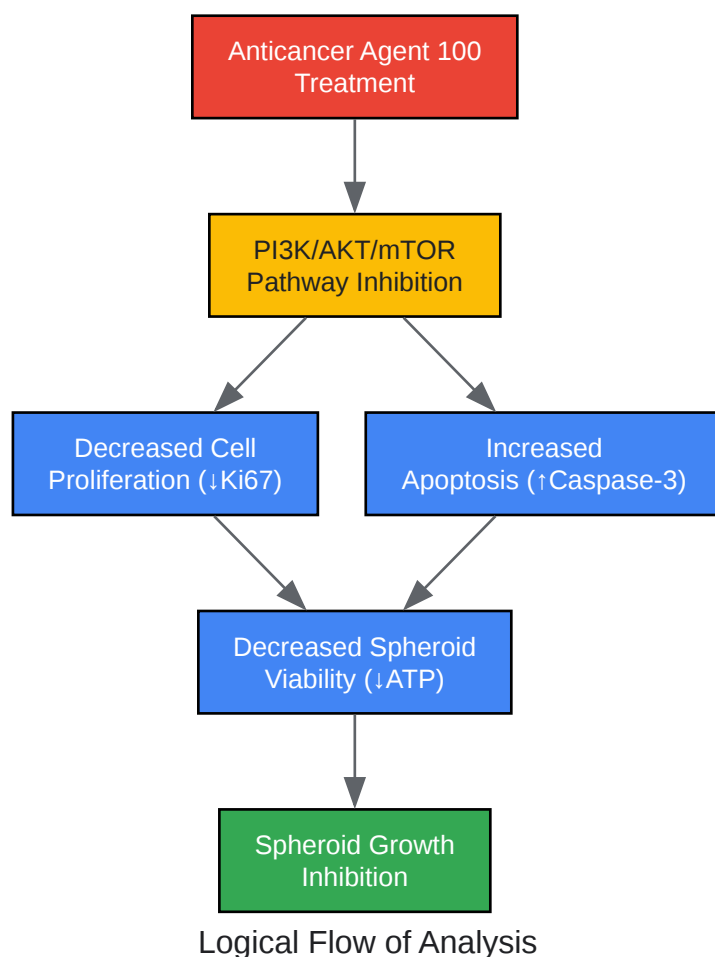 Anticancer Agent 100
Treatment
PI3K/AKT/mTOR
Pathway Inhibition
Decreased Cell
Proliferation (↓Ki67)
Increased
Apoptosis (↑Caspase-3)
Decreased Spheroid
Viability (↓ATP)
Spheroid Growth
Inhibition
Logical Flow of Analysis